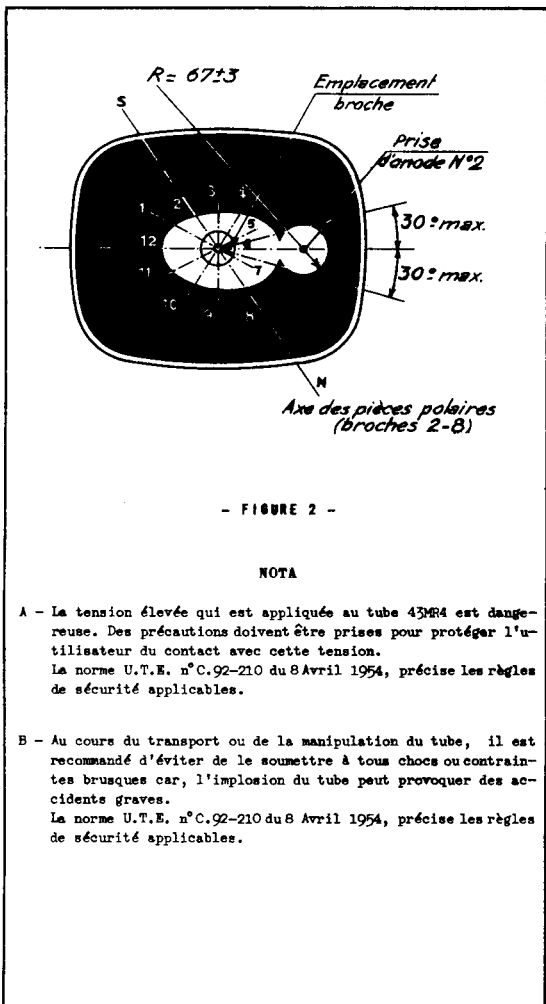 R = 67±3
Emplacement
broche
S
Prise
d'anode N°2
1
2
3
4
5
6
7
8
9
10
11
12
30° max.
30° max.
N
Axe des pièces polaires
(broches 2-8)
- FIGURE 2 -
NOTA
A - La tension élevée qui est appliquée au tube 43MR4 est dange-
reuse. Des précautions doivent être prises pour protéger l'u-
tilisateur du contact avec cette tension.
La norme U.T.E. n° C.92-210 du 8 Avril 1954, précise les règles
de sécurité applicables.
B - Au cours du transport ou de la manipulation du tube, il est
recommandé d'éviter de le soumettre à tous chocs ou contrain-
tes brusques car, l'implosion du tube peut provoquer des ac-
cidents graves.
La norme U.T.E. n° C.92-210 du 8 Avril 1954, précise les règles
de sécurité applicables.